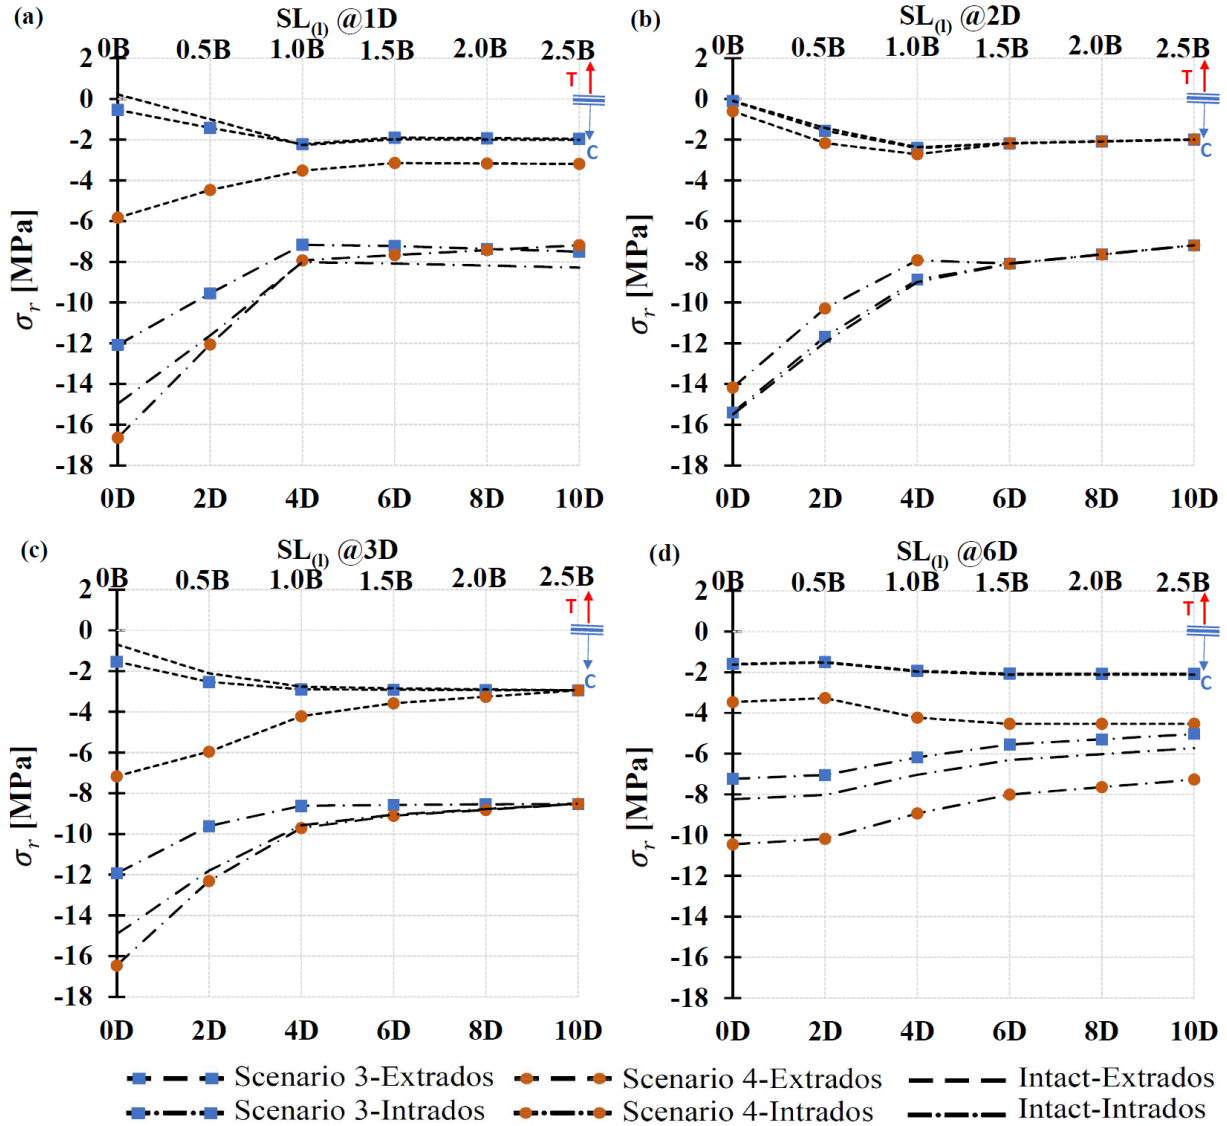 (a) SL(l) @1D
0B 0.5B 1.0B 1.5B 2.0B 2.5B
2
T
0
-2
C
-4
-6
-8
-10
-12
-14
-16
-18
σr [MPa]
0D 2D 4D 6D 8D 10D
(b) SL(l) @2D
0B 0.5B 1.0B 1.5B 2.0B 2.5B
2
T
0
-2
C
-4
-6
-8
-10
-12
-14
-16
-18
σr [MPa]
0D 2D 4D 6D 8D 10D
(c) SL(l) @3D
0B 0.5B 1.0B 1.5B 2.0B 2.5B
2
T
0
-2
C
-4
-6
-8
-10
-12
-14
-16
-18
σr [MPa]
0D 2D 4D 6D 8D 10D
(d) SL(l) @6D
0B 0.5B 1.0B 1.5B 2.0B 2.5B
2
T
0
-2
C
-4
-6
-8
-10
-12
-14
-16
-18
σr [MPa]
0D 2D 4D 6D 8D 10D
Scenario 3-Extrados Scenario 4-Extrados Intact-Extrados
Scenario 3-Intrados Scenario 4-Intrados Intact-Intrados